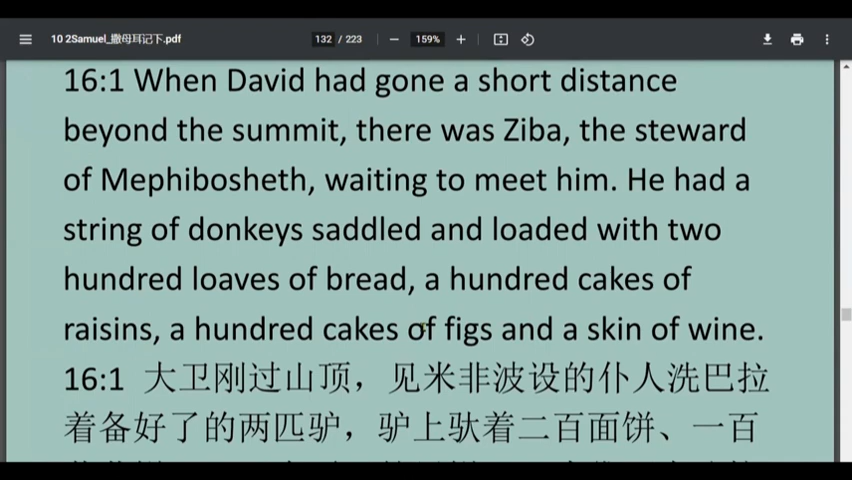 10 2Samuel_撒母耳记下.pdf
132 / 223
159%
16:1 When David had gone a short distance
beyond the summit, there was Ziba, the steward
of Mephibosheth, waiting to meet him. He had a
string of donkeys saddled and loaded with two
hundred loaves of bread, a hundred cakes of
raisins, a hundred cakes of figs and a skin of wine.
16:1 大卫刚过山顶，见米非波设的仆人洗巴拉
着备好了的两匹驴，驴上驮着二百面饼、一百